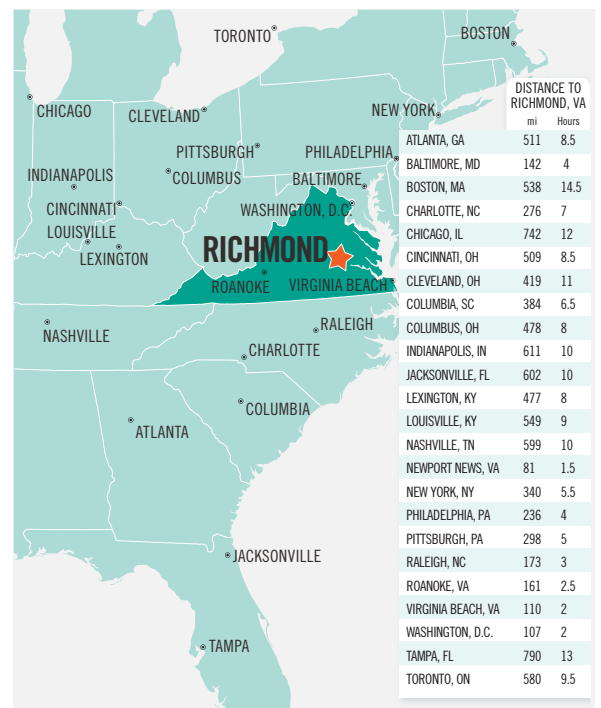 TORONTO
BOSTON
CHICAGO
CLEVELAND
NEW YORK
PITTSBURGH
PHILADELPHIA
INDIANAPOLIS
COLUMBUS
BALTIMORE
CINCINNATI
WASHINGTON, D.C.
LOUISVILLE
LEXINGTON
RICHMOND
ROANOKE
VIRGINIA BEACH
NASHVILLE
RALEIGH
CHARLOTTE
COLUMBIA
ATLANTA
JACKSONVILLE
TAMPA
DISTANCE TO
RICHMOND, VA
mi Hours
ATLANTA, GA 511 8.5
BALTIMORE, MD 142 4
BOSTON, MA 538 14.5
CHARLOTTE, NC 276 7
CHICAGO, IL 742 12
CINCINNATI, OH 509 8.5
CLEVELAND, OH 419 11
COLUMBIA, SC 384 6.5
COLUMBUS, OH 478 8
INDIANAPOLIS, IN 611 10
JACKSONVILLE, FL 602 10
LEXINGTON, KY 477 8
LOUISVILLE, KY 549 9
NASHVILLE, TN 599 10
NEWPORT NEWS, VA 81 1.5
NEW YORK, NY 340 5.5
PHILADELPHIA, PA 236 4
PITTSBURGH, PA 298 5
RALEIGH, NC 173 3
ROANOKE, VA 161 2.5
VIRGINIA BEACH, VA 110 2
WASHINGTON, D.C. 107 2
TAMPA, FL 790 13
TORONTO, ON 580 9.5